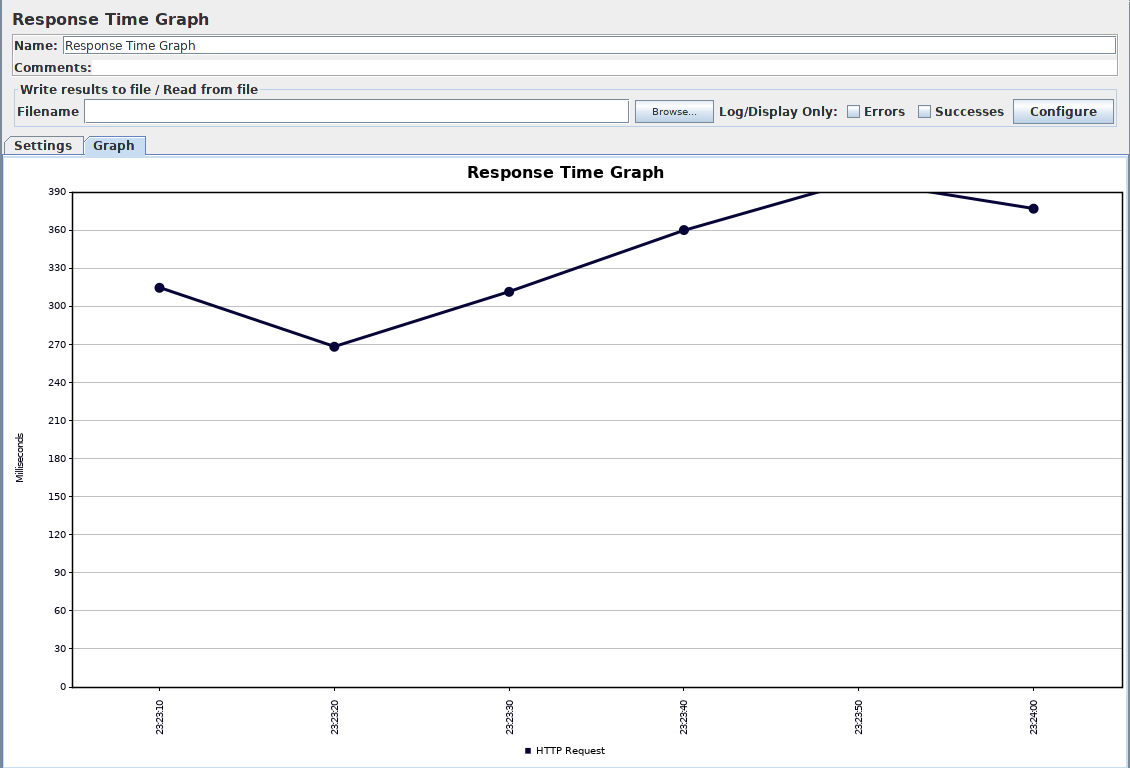 Response Time Graph
Name: Response Time Graph
Comments:
Write results to file / Read from file
Filename Browse... Log/Display Only: Errors Successes Configure
Settings Graph
Response Time Graph
390
360
330
300
270
240
210
180
150
120
90
60
30
0
Milliseconds
23:23:10 23:23:20 23:23:30 23:23:40 23:23:50 23:24:00
HTTP Request